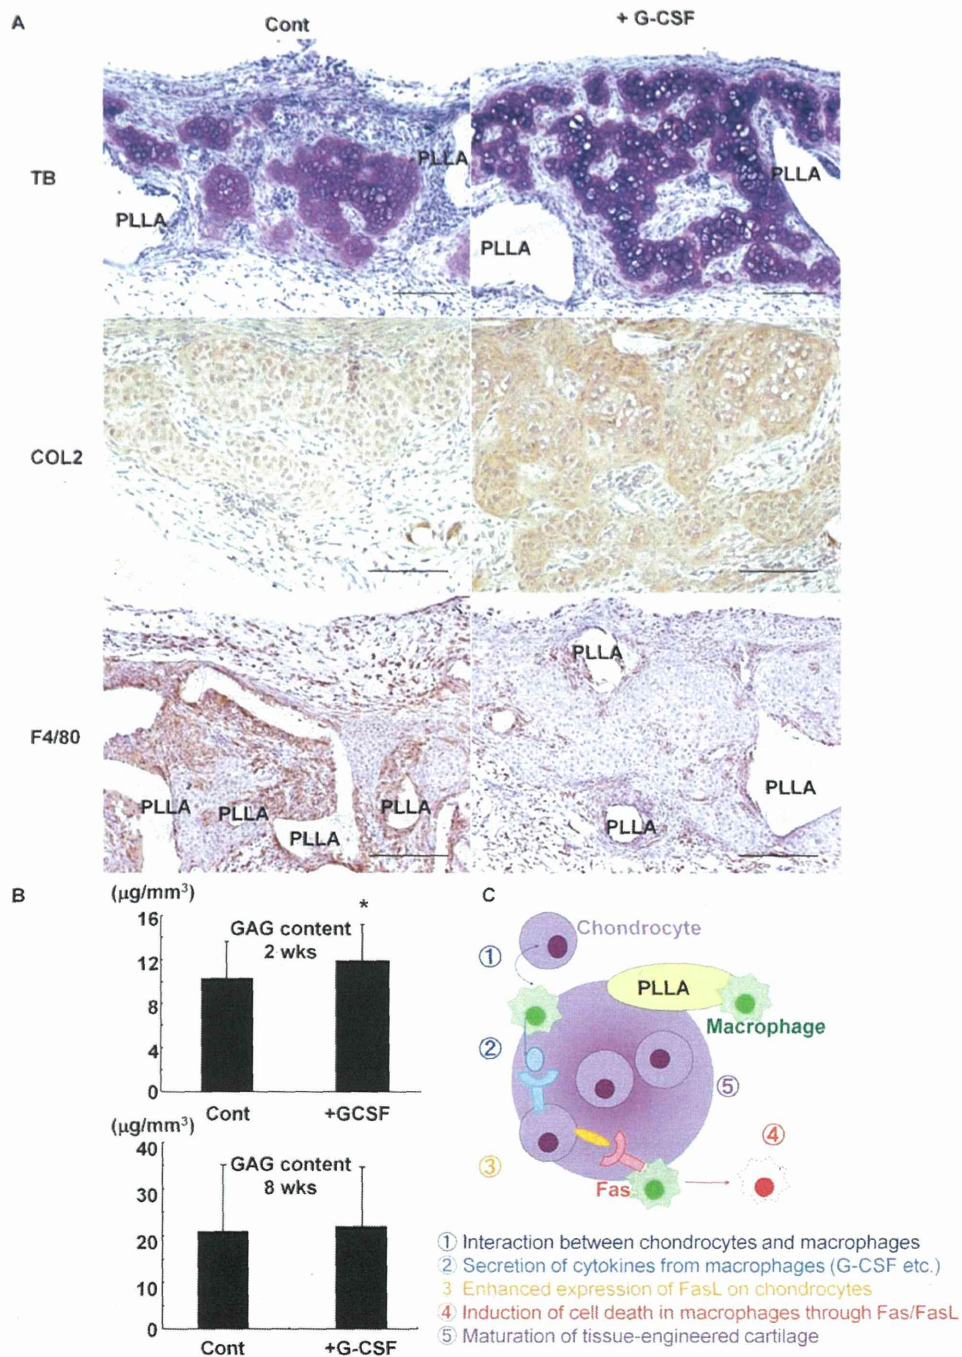 A
Cont
+ G-CSF
TB
PLLA
PLLA
PLLA
PLLA
COL2
F4/80
PLLA
PLLA
PLLA
PLLA
PLLA
PLLA
PLLA
B
(μg/mm³)
16
12
8
4
0
GAG content
2 wks
*
Cont
+GCSF
(μg/mm³)
40
30
20
10
0
GAG content
8 wks
Cont
+G-CSF
C
Chondrocyte
①
PLLA
Macrophage
②
⑤
④
③
Fas
① Interaction between chondrocytes and macrophages
② Secretion of cytokines from macrophages (G-CSF etc.)
3 Enhanced expression of FasL on chondrocytes
④ Induction of cell death in macrophages through Fas/FasL
⑤ Maturation of tissue-engineered cartilage